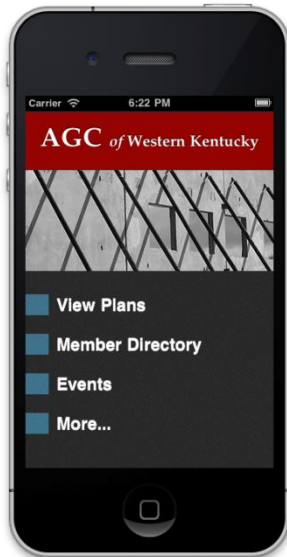 Carrier 6:22 PM
AGC of Western Kentucky
View Plans
Member Directory
Events
More...